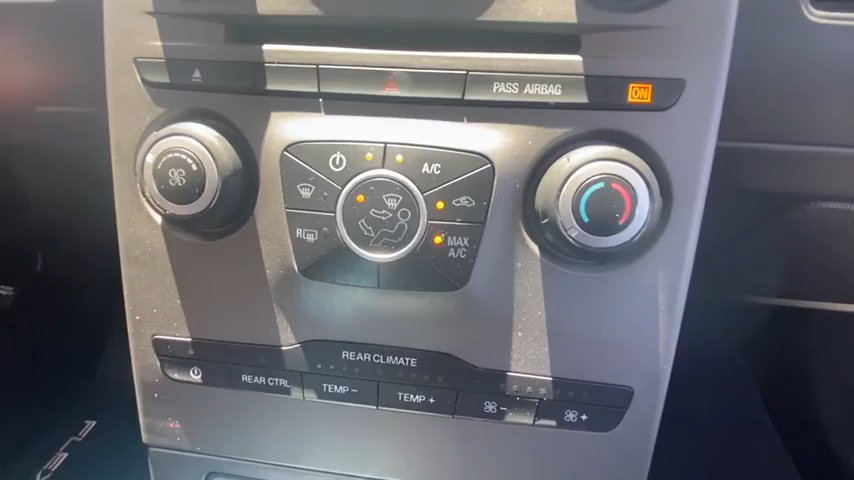 PASS AIRBAG ON
A/C
R
MAX
A/C
REAR CLIMATE
REAR CTRL TEMP - TEMP + - +